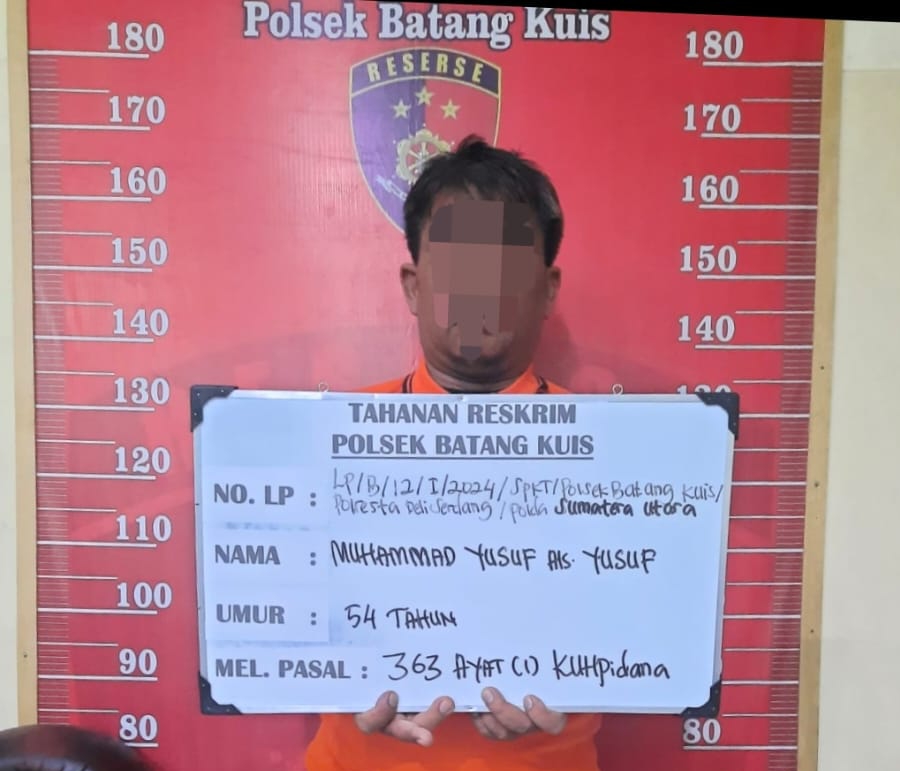 Polsek Batang Kuis
RESERSE
180 180
170 170
160 160
150 150
140 140
130 130
120
110
100
90
80 80
TAHANAN RESKRIM
POLSEK BATANG KUIS
NO. LP : LP/B/12/I/2024/SPKT/Polsek Batang Kuis/
Polresta Deli Serdang/Polda Sumatera Utara
NAMA : MUHAMMAD YUSUF Als. YUSUF
UMUR : 54 TAHUN
MEL. PASAL : 363 AYAT (1) KUHPidana